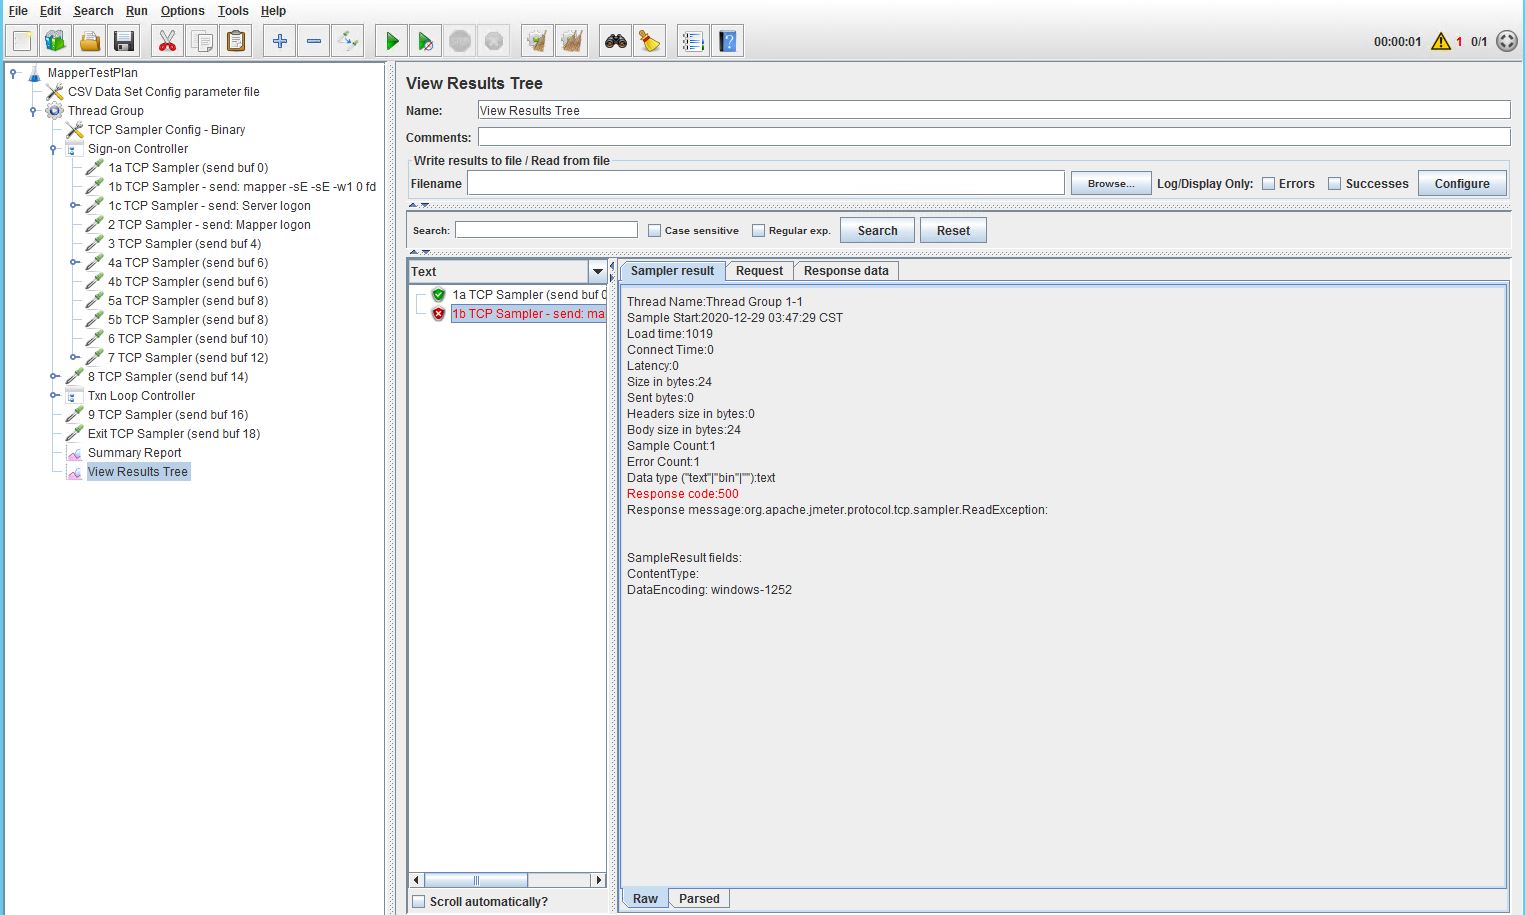 File Edit Search Run Options Tools Help
00:00:01 1 0/1
MapperTestPlan
CSV Data Set Config parameter file
Thread Group
TCP Sampler Config - Binary
Sign-on Controller
1a TCP Sampler (send buf 0)
1b TCP Sampler - send: mapper -sE -sE -w1 0 fd
1c TCP Sampler - send: Server logon
2 TCP Sampler - send: Mapper logon
3 TCP Sampler (send buf 4)
4a TCP Sampler (send buf 6)
4b TCP Sampler (send buf 6)
5a TCP Sampler (send buf 8)
5b TCP Sampler (send buf 8)
6 TCP Sampler (send buf 10)
7 TCP Sampler (send buf 12)
8 TCP Sampler (send buf 14)
Txn Loop Controller
9 TCP Sampler (send buf 16)
Exit TCP Sampler (send buf 18)
Summary Report
View Results Tree
View Results Tree
Name: View Results Tree
Comments:
Write results to file / Read from file
Filename Browse... Log/Display Only: Errors Successes Configure
Search: Case sensitive Regular exp. Search Reset
Text
1a TCP Sampler (send buf 0
1b TCP Sampler - send: ma
Scroll automatically?
Sampler result Request Response data
Thread Name:Thread Group 1-1
Sample Start:2020-12-29 03:47:29 CST
Load time:1019
Connect Time:0
Latency:0
Size in bytes:24
Sent bytes:0
Headers size in bytes:0
Body size in bytes:24
Sample Count:1
Error Count:1
Data type ("text"|"bin"|""):text
Response code:500
Response message:org.apache.jmeter.protocol.tcp.sampler.ReadException:
SampleResult fields:
ContentType:
DataEncoding: windows-1252
Raw Parsed